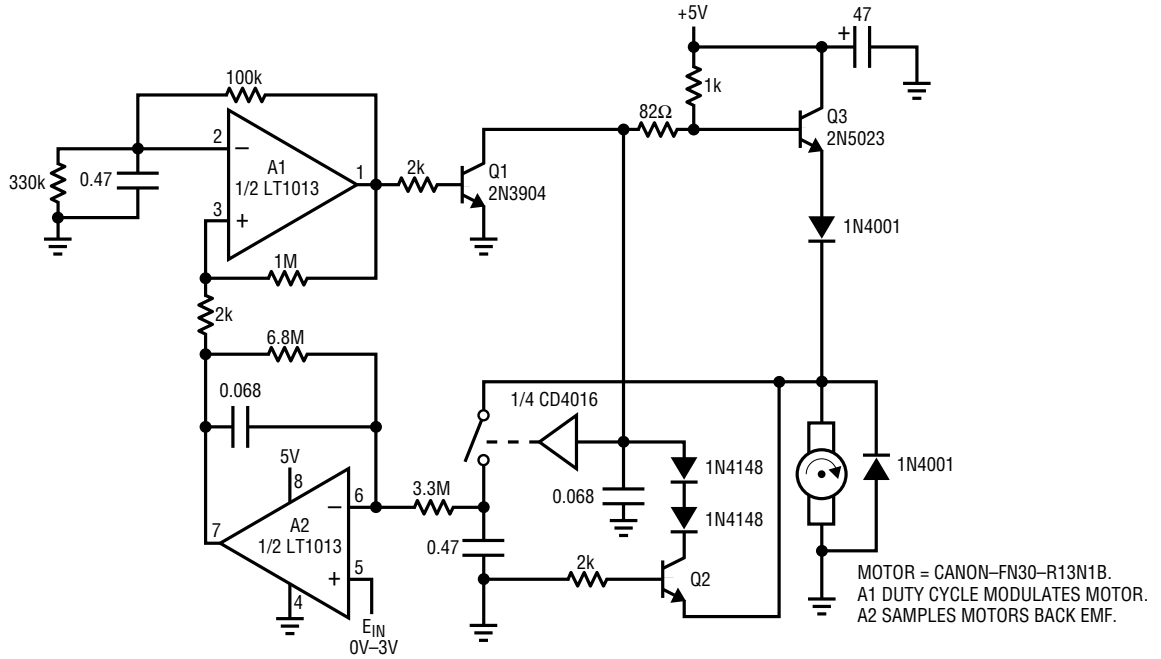 +5V
47
+
100k
1k
82Ω
Q3
2N5023
2
–
A1
1/2 LT1013
1
2k
Q1
2N3904
330k
0.47
3
+
1N4001
1M
2k
6.8M
0.068
1/4 CD4016
5V
8
1N4148
1N4001
6
–
3.3M
0.068
1N4148
7
A2
1/2 LT1013
0.47
5
+
2k
Q2
4
EIN
0V–3V
MOTOR = CANON–FN30–R13N1B.
A1 DUTY CYCLE MODULATES MOTOR.
A2 SAMPLES MOTORS BACK EMF.